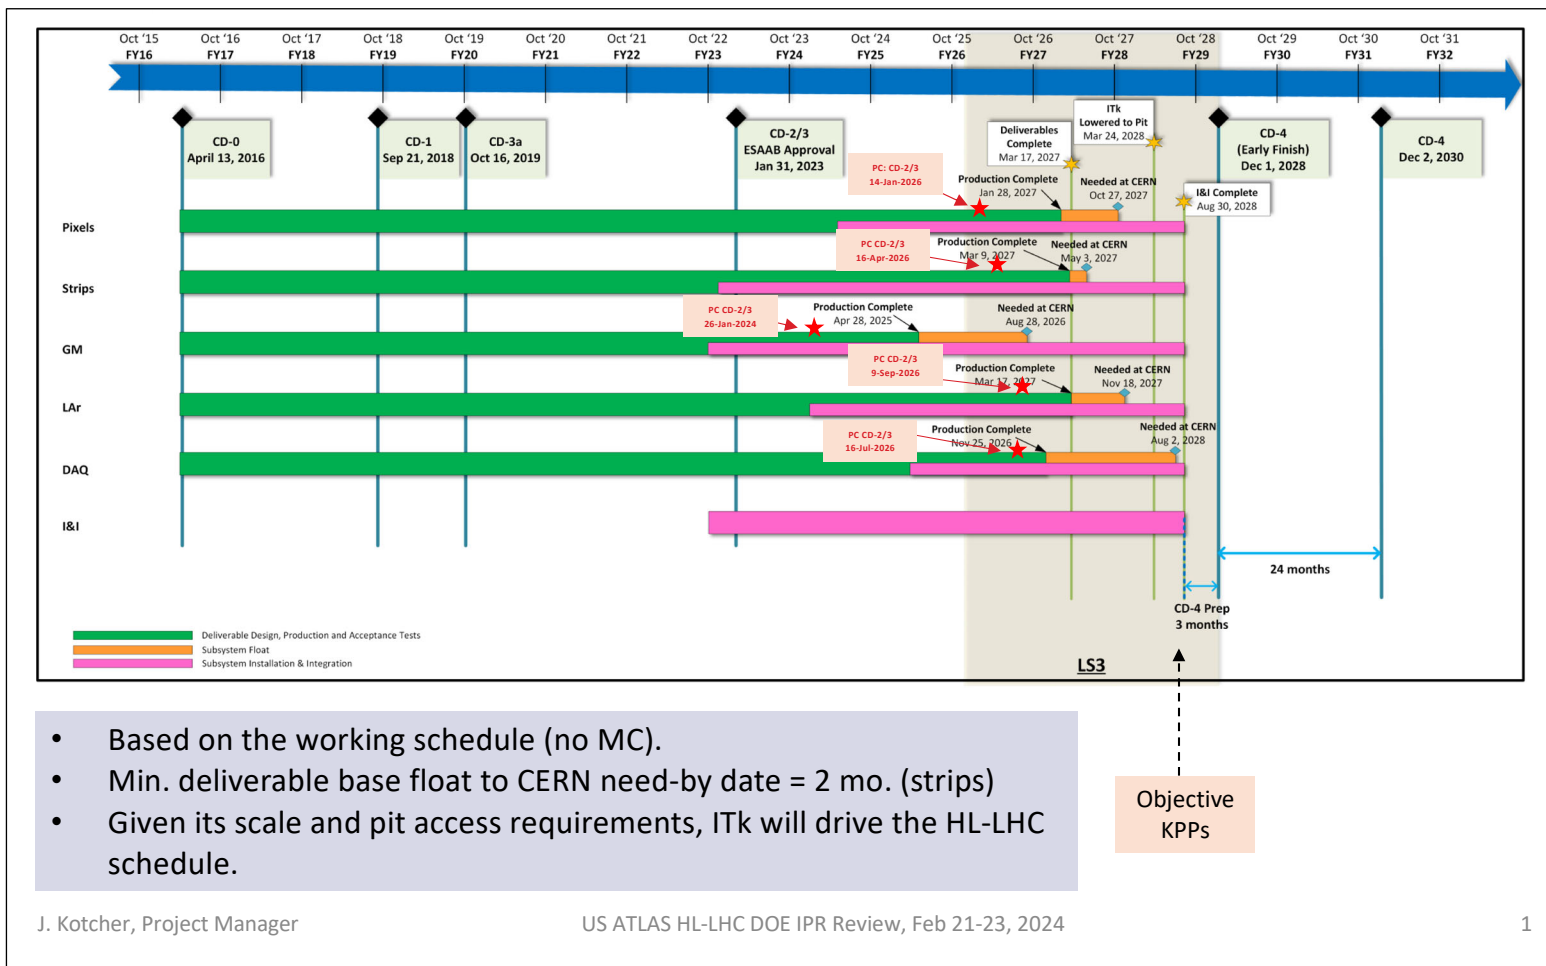 Oct ‘15 Oct ‘16 Oct ‘17 Oct ‘18 Oct ‘19 Oct ‘20 Oct ‘21 Oct ‘22 Oct ‘23 Oct ‘24 Oct ‘25 Oct ‘26 Oct ‘27 Oct ‘28 Oct ‘29 Oct ‘30 Oct ‘31
FY16 FY17 FY18 FY19 FY20 FY21 FY22 FY23 FY24 FY25 FY26 FY27 FY28 FY29 FY30 FY31 FY32
CD-0
April 13, 2016
CD-1
Sep 21, 2018
CD-3a
Oct 16, 2019
CD-2/3
ESAAB Approval
Jan 31, 2023
Deliverables
Complete
Mar 17, 2027
ITk
Lowered to Pit
Mar 24, 2028
CD-4
(Early Finish)
Dec 1, 2028
CD-4
Dec 2, 2030
I&I Complete
Aug 30, 2028
Pixels
PC: CD-2/3
14-Jan-2026
Production Complete
Jan 28, 2027
Needed at CERN
Oct 27, 2027
Strips
PC CD-2/3
16-Apr-2026
Production Complete
Mar 9, 2027
Needed at CERN
May 3, 2027
GM
PC CD-2/3
26-Jan-2024
Production Complete
Apr 28, 2025
Needed at CERN
Aug 28, 2026
LAr
PC CD-2/3
9-Sep-2026
Production Complete
Mar 17, 2027
Needed at CERN
Nov 18, 2027
DAQ
PC CD-2/3
16-Jul-2026
Production Complete
Nov 25, 2026
Needed at CERN
Aug 2, 2028
I&I
24 months
CD-4 Prep
3 months
Deliverable Design, Production and Acceptance Tests
Subsystem Float
Subsystem Installation & Integration
LS3
• Based on the working schedule (no MC).
• Min. deliverable base float to CERN need-by date = 2 mo. (strips)
• Given its scale and pit access requirements, ITk will drive the HL-LHC
schedule.
Objective
KPPs
J. Kotcher, Project Manager
US ATLAS HL-LHC DOE IPR Review, Feb 21-23, 2024
1